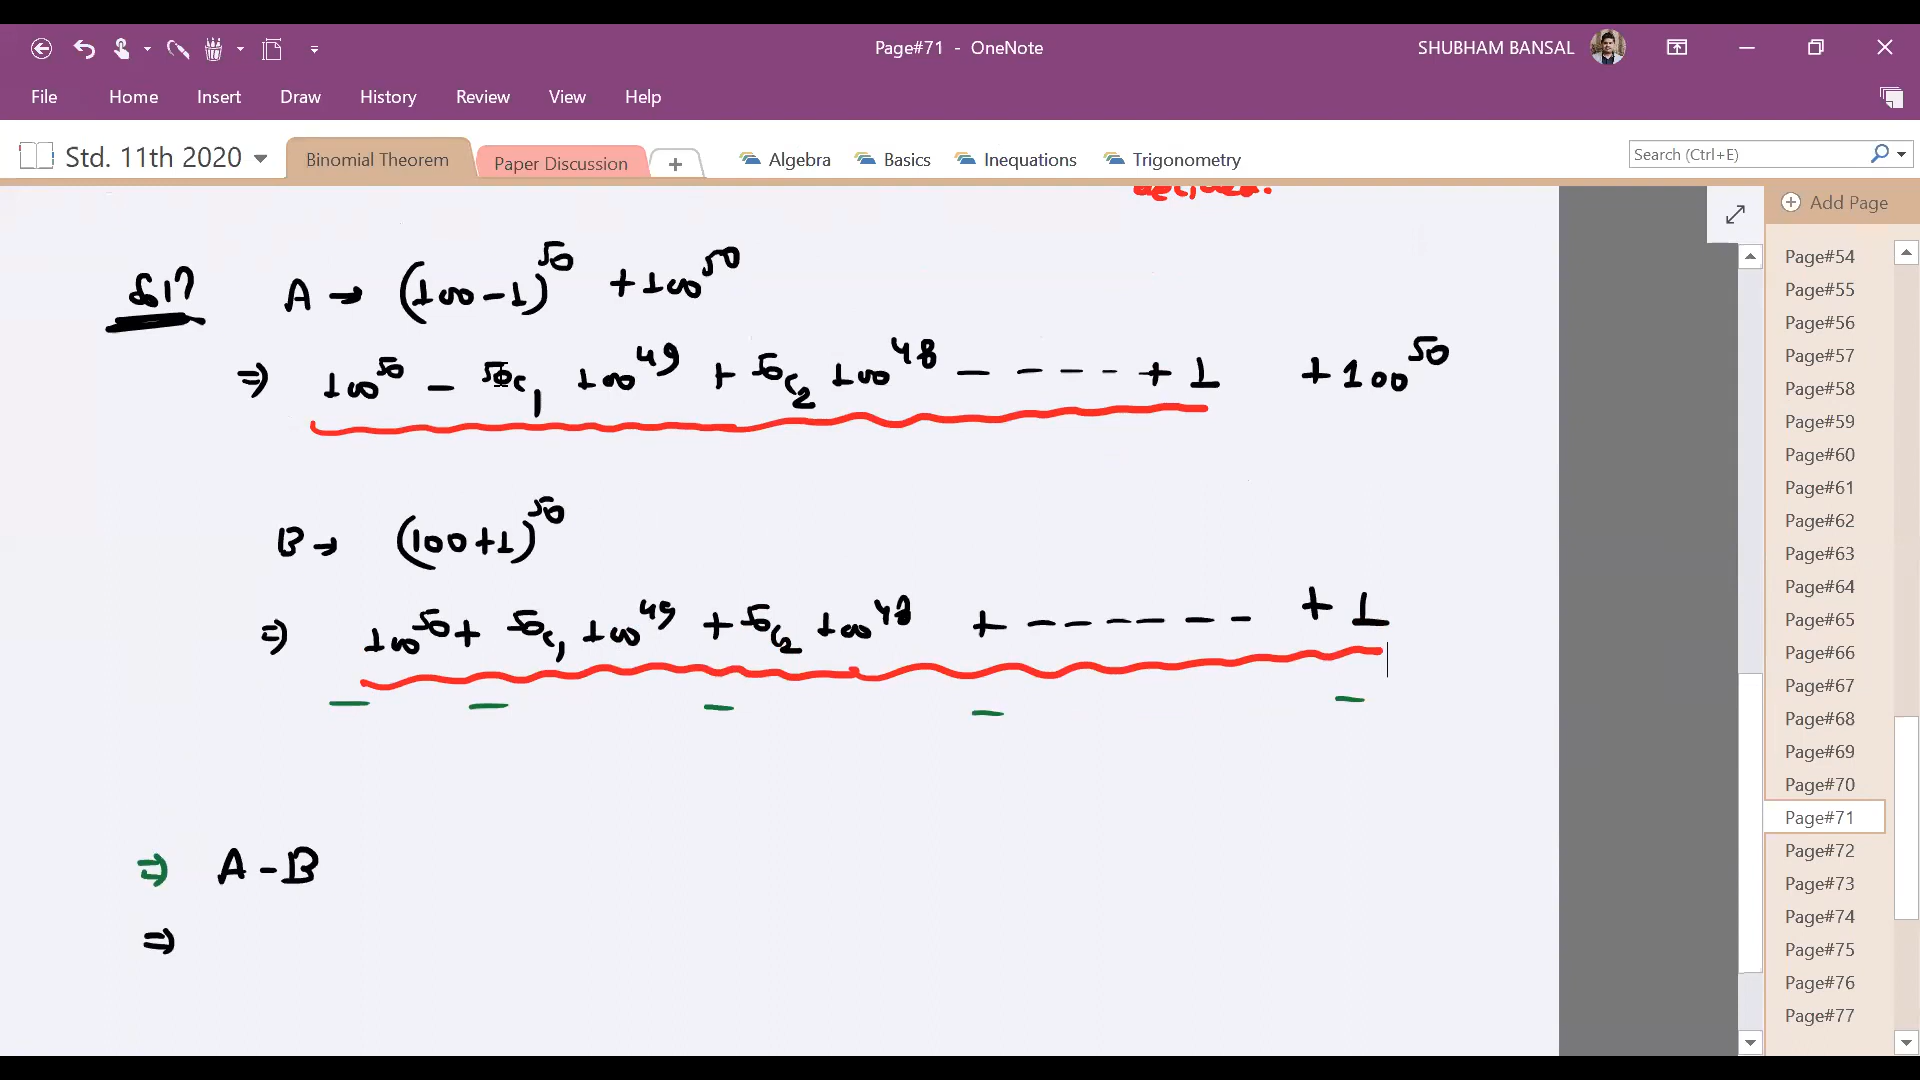 Page#71 - OneNote
SHUBHAM BANSAL
File Home Insert Draw History Review View Help
Std. 11th 2020
Binomial Theorem
Paper Discussion
+
Algebra
Basics
Inequations
Trigonometry
Search (Ctrl+E)
Add Page
Page#54
Page#55
Page#56
Page#57
Page#58
Page#59
Page#60
Page#61
Page#62
Page#63
Page#64
Page#65
Page#66
Page#67
Page#68
Page#69
Page#70
Page#71
Page#72
Page#73
Page#74
Page#75
Page#76
Page#77
Solⁿ A → (100-1)^50 + 100^50
⇒ 100^50 - 50C1 100^49 + 50C2 100^48 - - - - - + 1 + 100^50
B → (100+1)^50
⇒ 100^50 + 50C1 100^49 + 50C2 100^48 + - - - - - - + 1
⇒ A - B
⇒